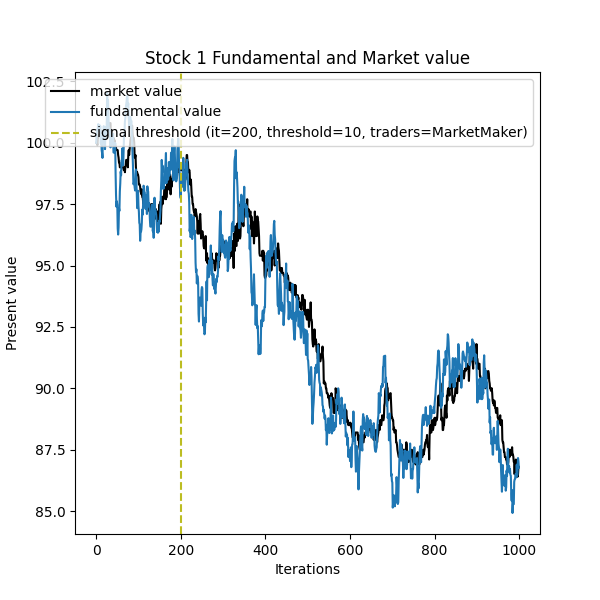 Stock 1 Fundamental and Market value
102.5
100.0
97.5
95.0
92.5
90.0
87.5
85.0
Present value
market value
fundamental value
signal threshold (it=200, threshold=10, traders=MarketMaker)
0 200 400 600 800 1000
Iterations